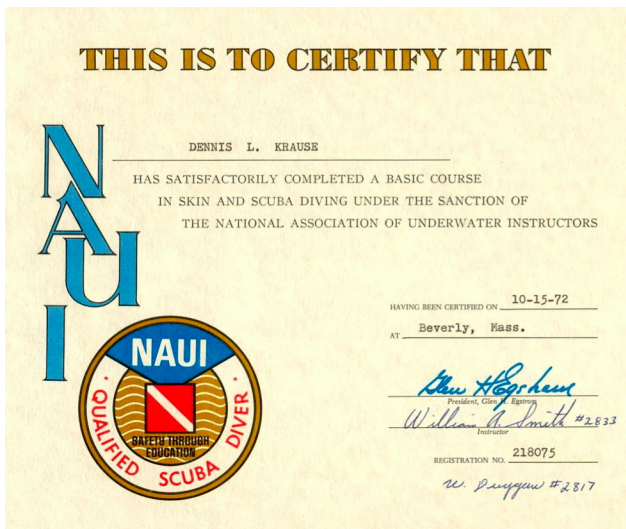 THIS IS TO CERTIFY THAT
NAUI
DENNIS L. KRAUSE
HAS SATISFACTORILY COMPLETED A BASIC COURSE
IN SKIN AND SCUBA DIVING UNDER THE SANCTION OF
THE NATIONAL ASSOCIATION OF UNDERWATER INSTRUCTORS
HAVING BEEN CERTIFIED ON 10-15-72
AT Beverly, Mass.
Glen H Egstrom
President, Glen H. Egstrom
William A. Smith #2833
Instructor
REGISTRATION NO. 218075
W. Duggan #2817
NAUI
SAFETY THROUGH
EDUCATION
QUALIFIED SCUBA DIVER